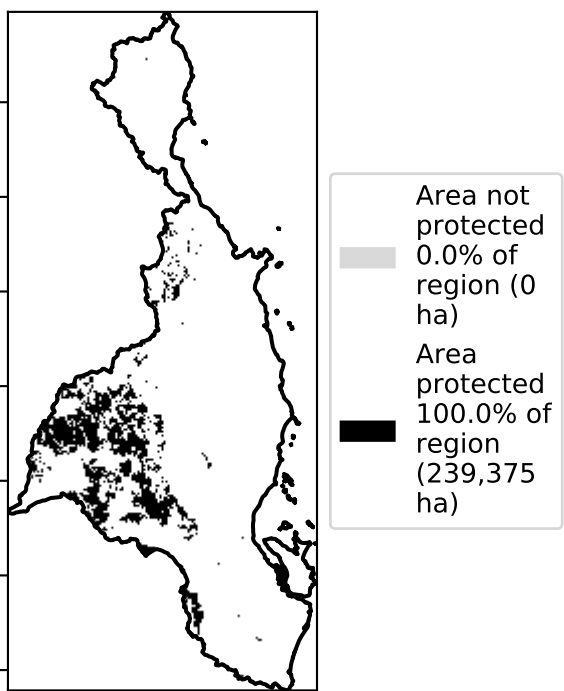 Area not
protected
0.0% of
region (0
ha)
Area
protected
100.0% of
region
(239,375
ha)